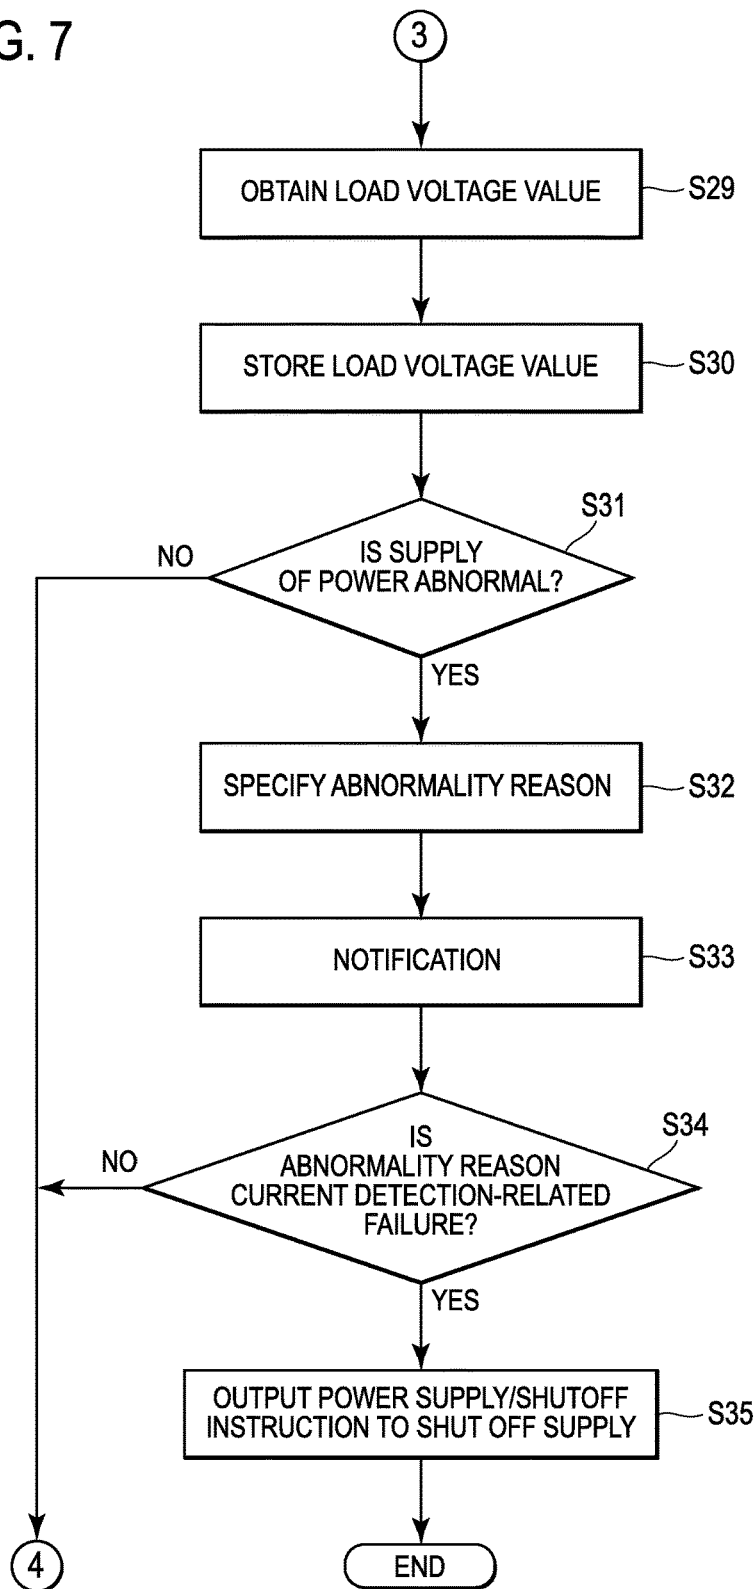 G. 7
3
OBTAIN LOAD VOLTAGE VALUE
S29
STORE LOAD VOLTAGE VALUE
S30
S31
IS SUPPLY
OF POWER ABNORMAL?
NO
YES
SPECIFY ABNORMALITY REASON
S32
NOTIFICATION
S33
S34
IS
ABNORMALITY REASON
CURRENT DETECTION-RELATED
FAILURE?
NO
YES
OUTPUT POWER SUPPLY/SHUTOFF
INSTRUCTION TO SHUT OFF SUPPLY
S35
4
END